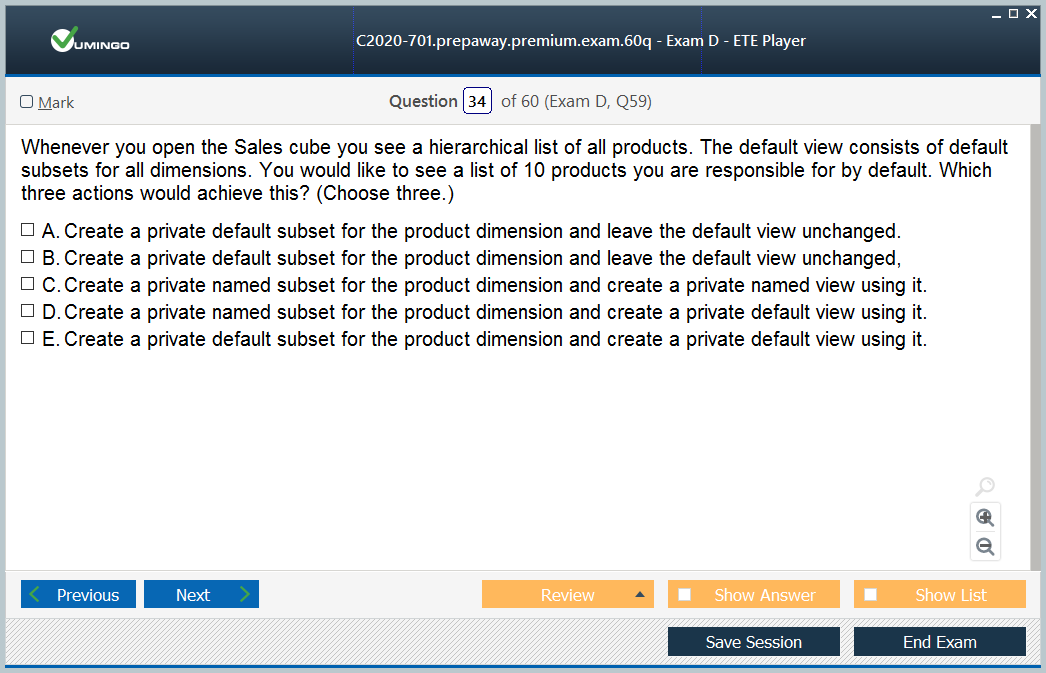 VUMINGO
C2020-701.prepaway.premium.exam.60q - Exam D - ETE Player
Mark
Question 34 of 60 (Exam D, Q59)
Whenever you open the Sales cube you see a hierarchical list of all products. The default view consists of default
subsets for all dimensions. You would like to see a list of 10 products you are responsible for by default. Which
three actions would achieve this? (Choose three.)
A. Create a private default subset for the product dimension and leave the default view unchanged.
B. Create a private default subset for the product dimension and leave the default view unchanged,
C. Create a private named subset for the product dimension and create a private named view using it.
D. Create a private named subset for the product dimension and create a private default view using it.
E. Create a private default subset for the product dimension and create a private default view using it.
Previous
Next
Review
Show Answer
Show List
Save Session
End Exam